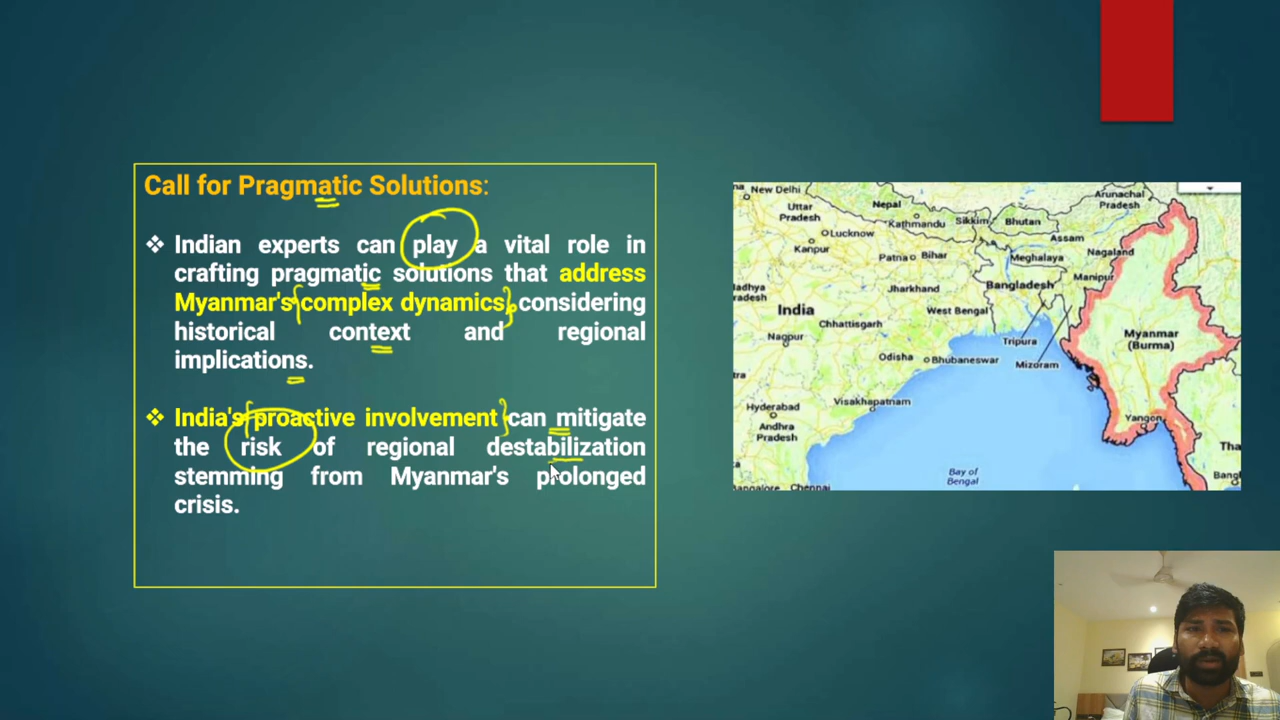 Call for Pragmatic Solutions:
❖ Indian experts can play a vital role in
crafting pragmatic solutions that address
Myanmar's complex dynamics, considering
historical context and regional
implications.
❖ India's proactive involvement can mitigate
the risk of regional destabilization
stemming from Myanmar's prolonged
crisis.
New Delhi
Arunachal
Pradesh
Uttar
Pradesh
Nepal
Kathmandu
Sikkim
Bhutan
Lucknow
Assam
Kanpur
Nagaland
Patna
Bihar
Meghalaya
Manipur
Jharkhand
Bangladesh
India
West Bengal
Chhattisgarh
Myanmar
(Burma)
Nagpur
Tripura
Odisha
Bhubaneswar
Mizoram
Visakhapatnam
Hyderabad
Andhra
Pradesh
Yangon
Bay of
Bengal